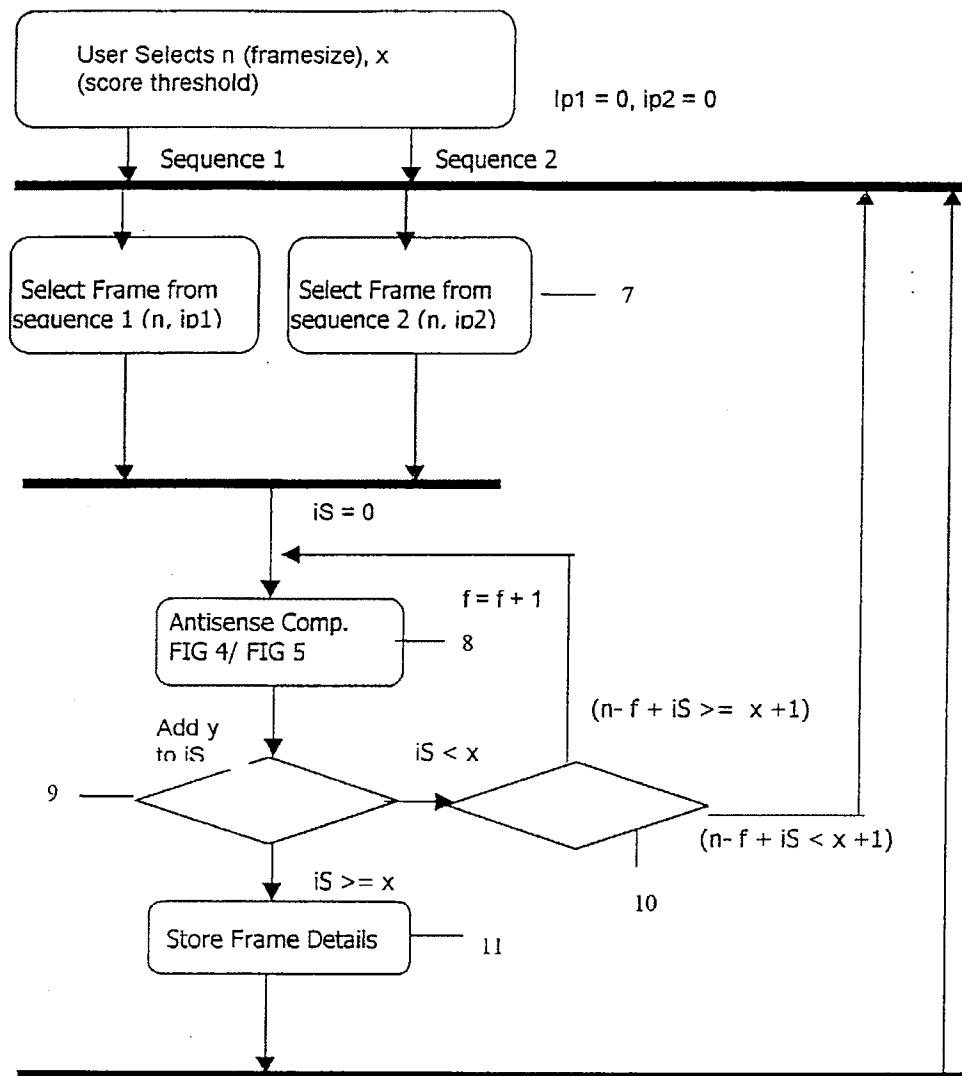 User Selects n (framesize), x
(score threshold)
Ip1 = 0, ip2 = 0
Sequence 1
Sequence 2
Select Frame from
sequence 1 (n, ip1)
Select Frame from
sequence 2 (n, ip2)
7
iS = 0
f = f + 1
Antisense Comp.
FIG 4/ FIG 5
8
(n- f + iS >= x +1)
Add y
to iS
iS < x
9
(n- f + iS < x +1)
10
iS >= x
Store Frame Details
11